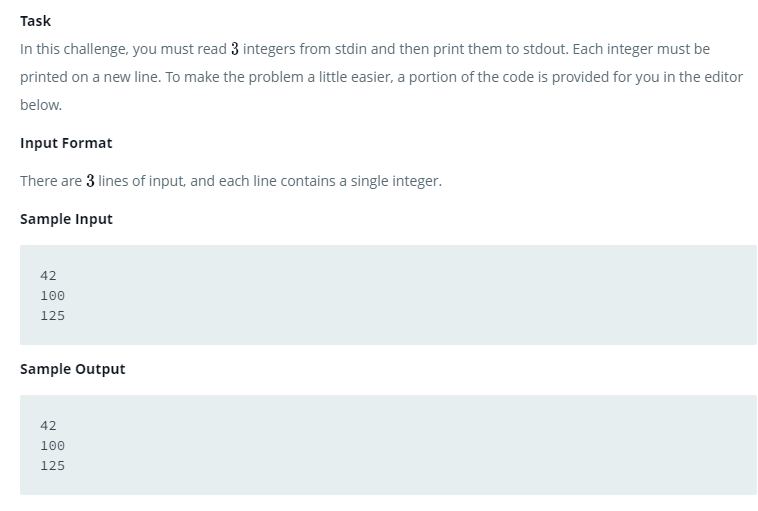 Task
In this challenge, you must read 3 integers from stdin and then print them to stdout. Each integer must be
printed on a new line. To make the problem a little easier, a portion of the code is provided for you in the editor
below.
Input Format
There are 3 lines of input, and each line contains a single integer.
Sample Input
42
100
125
Sample Output
42
100
125